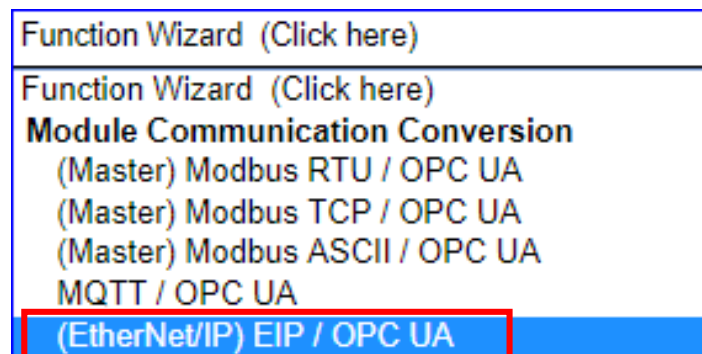 Function Wizard (Click here)
Function Wizard (Click here)
Module Communication Conversion
(Master) Modbus RTU / OPC UA
(Master) Modbus TCP / OPC UA
(Master) Modbus ASCII / OPC UA
MQTT / OPC UA
(EtherNet/IP) EIP / OPC UA